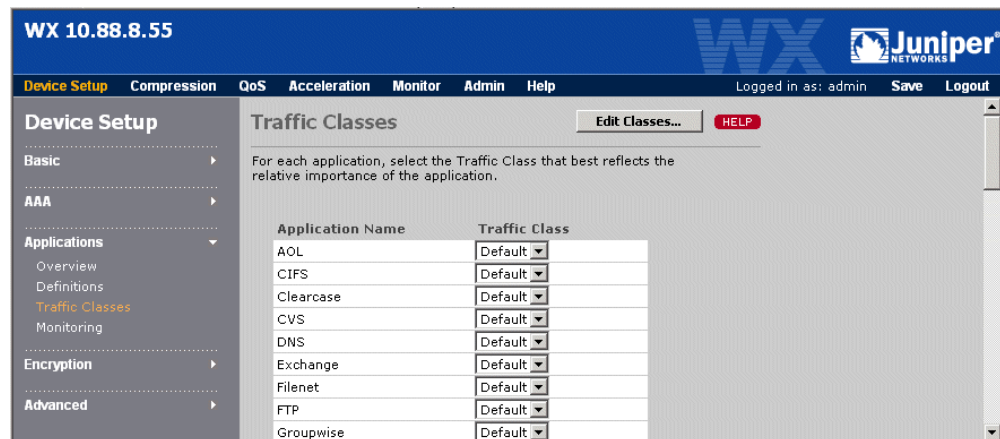 WX 10.88.8.55
WX
Juniper®
NETWORKS
Device Setup Compression QoS Acceleration Monitor Admin Help Logged in as: admin Save Logout
Device Setup
Basic
AAA
Applications
Overview
Definitions
Traffic Classes
Monitoring
Encryption
Advanced
Traffic Classes Edit Classes... HELP
For each application, select the Traffic Class that best reflects the
relative importance of the application.
Application Name Traffic Class
AOL Default
CIFS Default
Clearcase Default
CVS Default
DNS Default
Exchange Default
Filenet Default
FTP Default
Groupwise Default